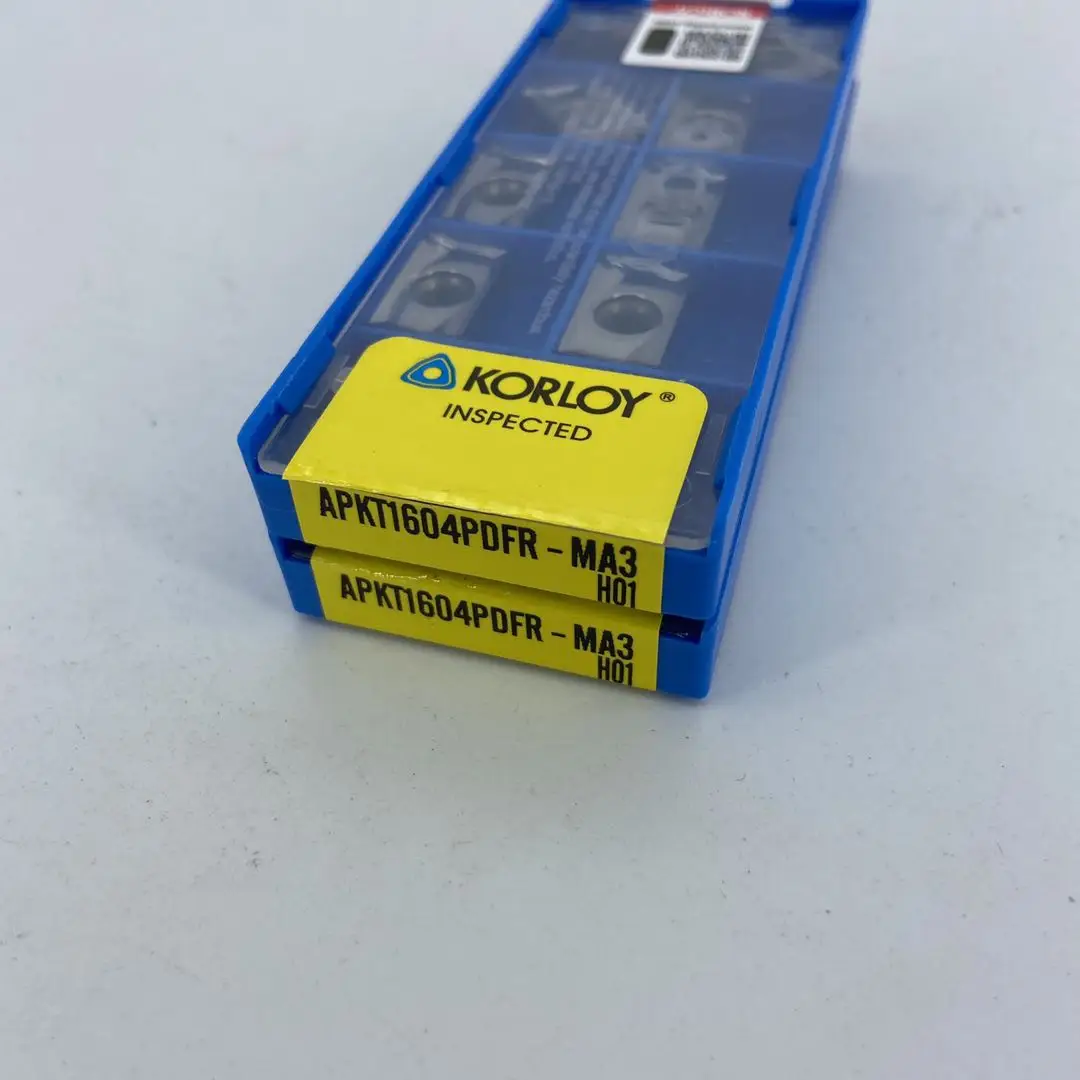 KORLOY®
INSPECTED
APKT1604PDFR-MA3
H01
APKT1604PDFR-MA3
H01